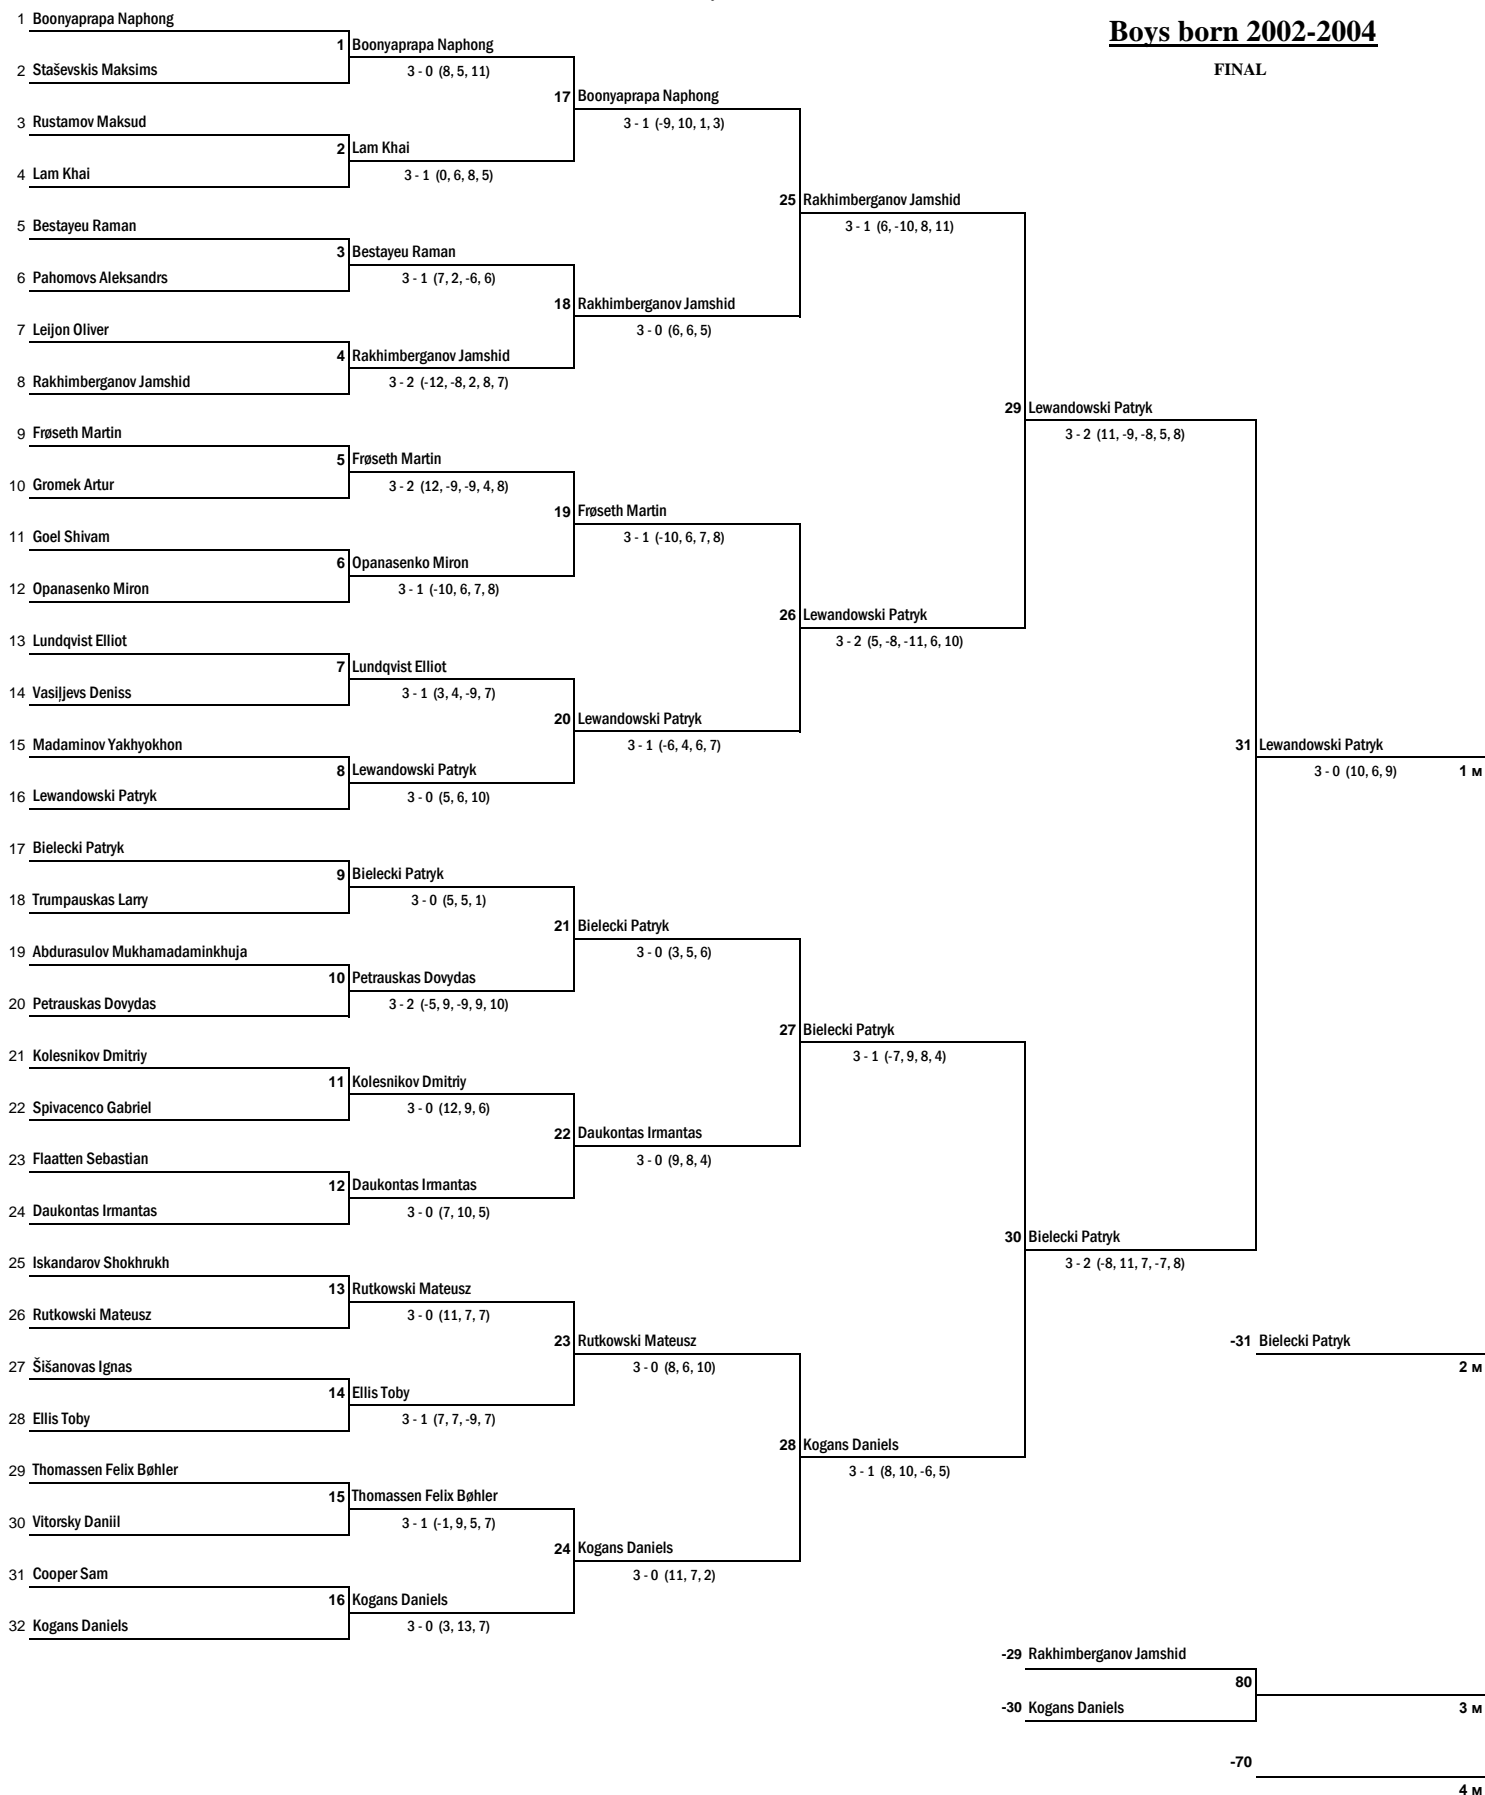 Boys born 2002-2004
FINAL
1 Boonyaprapa Naphong
1 Boonyaprapa Naphong
2 Staševskis Maksims
3 - 0 (8, 5, 11)
17 Boonyaprapa Naphong
3 Rustamov Maksud
3 - 1 (-9, 10, 1, 3)
2 Lam Khai
4 Lam Khai
3 - 1 (0, 6, 8, 5)
25 Rakhimberganov Jamshid
5 Bestayeu Raman
3 - 1 (6, -10, 8, 11)
3 Bestayeu Raman
6 Pahomovs Aleksandrs
3 - 1 (7, 2, -6, 6)
18 Rakhimberganov Jamshid
7 Leijon Oliver
3 - 0 (6, 6, 5)
4 Rakhimberganov Jamshid
8 Rakhimberganov Jamshid
3 - 2 (-12, -8, 2, 8, 7)
29 Lewandowski Patryk
9 Frøseth Martin
3 - 2 (11, -9, -8, 5, 8)
5 Frøseth Martin
10 Gromek Artur
3 - 2 (12, -9, -9, 4, 8)
19 Frøseth Martin
11 Goel Shivam
3 - 1 (-10, 6, 7, 8)
6 Opanasenko Miron
12 Opanasenko Miron
3 - 1 (-10, 6, 7, 8)
26 Lewandowski Patryk
13 Lundqvist Elliot
3 - 2 (5, -8, -11, 6, 10)
7 Lundqvist Elliot
14 Vasiļjevs Deniss
3 - 1 (3, 4, -9, 7)
20 Lewandowski Patryk
15 Madaminov Yakhyokhon
3 - 1 (-6, 4, 6, 7)
31 Lewandowski Patryk
8 Lewandowski Patryk
3 - 0 (10, 6, 9) 1 м
16 Lewandowski Patryk
3 - 0 (5, 6, 10)
17 Bielecki Patryk
9 Bielecki Patryk
18 Trumpauskas Larry
3 - 0 (5, 5, 1)
21 Bielecki Patryk
19 Abdurasulov Mukhamadaminkhuja
3 - 0 (3, 5, 6)
10 Petrauskas Dovydas
20 Petrauskas Dovydas
3 - 2 (-5, 9, -9, 9, 10)
27 Bielecki Patryk
21 Kolesnikov Dmitriy
3 - 1 (-7, 9, 8, 4)
11 Kolesnikov Dmitriy
22 Spivacenco Gabriel
3 - 0 (12, 9, 6)
22 Daukontas Irmantas
23 Flaatten Sebastian
3 - 0 (9, 8, 4)
12 Daukontas Irmantas
24 Daukontas Irmantas
3 - 0 (7, 10, 5)
30 Bielecki Patryk
25 Iskandarov Shokhrukh
3 - 2 (-8, 11, 7, -7, 8)
13 Rutkowski Mateusz
26 Rutkowski Mateusz
3 - 0 (11, 7, 7)
23 Rutkowski Mateusz
-31 Bielecki Patryk
27 Šišanovas Ignas
3 - 0 (8, 6, 10)
2 м
14 Ellis Toby
28 Ellis Toby
3 - 1 (7, 7, -9, 7)
28 Kogans Daniels
29 Thomassen Felix Bøhler
3 - 1 (8, 10, -6, 5)
15 Thomassen Felix Bøhler
30 Vitorsky Daniil
3 - 1 (-1, 9, 5, 7)
24 Kogans Daniels
31 Cooper Sam
3 - 0 (11, 7, 2)
16 Kogans Daniels
32 Kogans Daniels
3 - 0 (3, 13, 7)
-29 Rakhimberganov Jamshid
80
-30 Kogans Daniels
3 м
-70
4 м